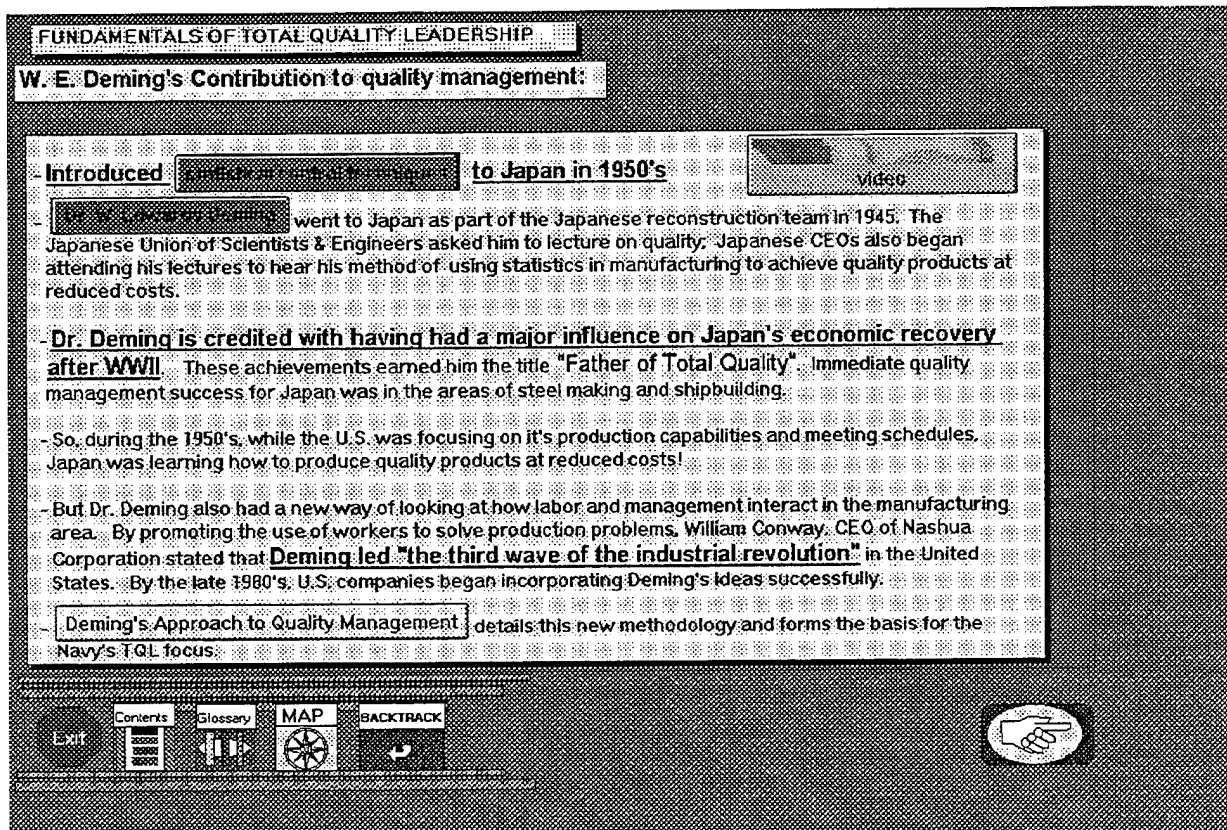 FUNDAMENTALS OF TOTAL QUALITY LEADERSHIP
W. E. Deming's Contribution to quality management:
- Introduced statistical control techniques to Japan in 1950's
video
- Dr. W. Edwards Deming went to Japan as part of the Japanese reconstruction team in 1945. The
Japanese Union of Scientists & Engineers asked him to lecture on quality; Japanese CEOs also began
attending his lectures to hear his method of using statistics in manufacturing to achieve quality products at
reduced costs.
- Dr. Deming is credited with having had a major influence on Japan's economic recovery
after WWII. These achievements earned him the title "Father of Total Quality". Immediate quality
management success for Japan was in the areas of steel making and shipbuilding.
- So, during the 1950's, while the U.S. was focusing on it's production capabilities and meeting schedules,
Japan was learning how to produce quality products at reduced costs!
- But Dr. Deming also had a new way of looking at how labor and management interact in the manufacturing
area. By promoting the use of workers to solve production problems, William Conway, CEO of Nashua
Corporation stated that Deming led "the third wave of the industrial revolution" in the United
States. By the late 1980's, U.S. companies began incorporating Deming's ideas successfully.
- Deming's Approach to Quality Management details this new methodology and forms the basis for the
Navy's TQL focus.
Exit
Contents
Glossary
MAP
BACKTRACK